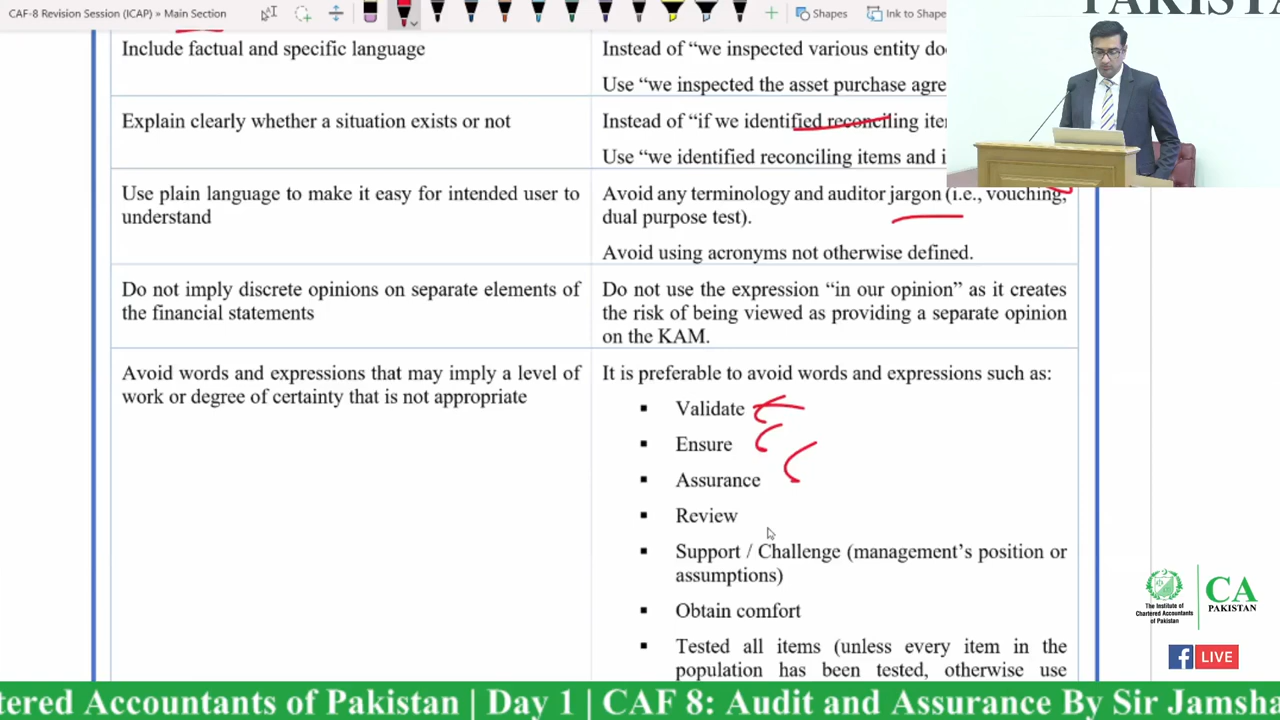 CAF-8 Revision Session (ICAP) » Main Section
Shapes
Ink to Shape
PAKISTAN
Include factual and specific language
Instead of “we inspected various entity do
Use “we inspected the asset purchase agre
Explain clearly whether a situation exists or not
Instead of “if we identified reconciling ite
Use “we identified reconciling items and i
Use plain language to make it easy for intended user to
understand
Avoid any terminology and auditor jargon (i.e., vouching,
dual purpose test).
Avoid using acronyms not otherwise defined.
Do not imply discrete opinions on separate elements of
the financial statements
Do not use the expression “in our opinion” as it creates
the risk of being viewed as providing a separate opinion
on the KAM.
Avoid words and expressions that may imply a level of
work or degree of certainty that is not appropriate
It is preferable to avoid words and expressions such as:
▪ Validate
▪ Ensure
▪ Assurance
▪ Review
▪ Support / Challenge (management’s position or
assumptions)
▪ Obtain comfort
▪ Tested all items (unless every item in the
population has been tested, otherwise use
The Institute of
Chartered Accountants
of Pakistan
CA
PAKISTAN
f LIVE
tered Accountants of Pakistan | Day 1 | CAF 8: Audit and Assurance By Sir Jamsha